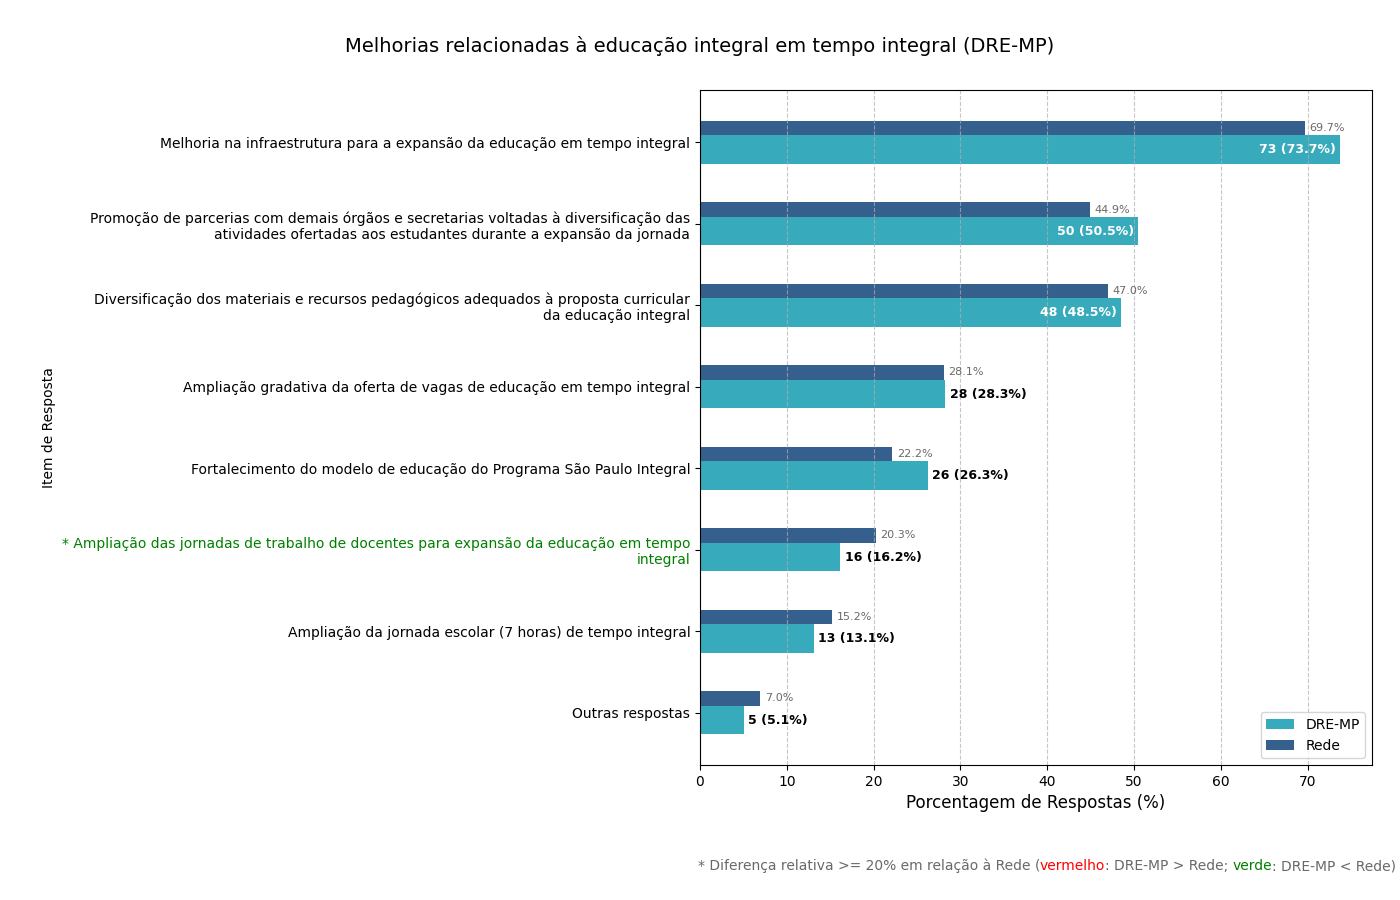 Melhorias relacionadas à educação integral em tempo integral (DRE-MP)
Item de Resposta
Melhoria na infraestrutura para a expansão da educação em tempo integral
69.7%
73 (73.7%)
Promoção de parcerias com demais órgãos e secretarias voltadas à diversificação das
atividades ofertadas aos estudantes durante a expansão da jornada
44.9%
50 (50.5%)
Diversificação dos materiais e recursos pedagógicos adequados à proposta curricular
da educação integral
47.0%
48 (48.5%)
Ampliação gradativa da oferta de vagas de educação em tempo integral
28.1%
28 (28.3%)
Fortalecimento do modelo de educação do Programa São Paulo Integral
22.2%
26 (26.3%)
* Ampliação das jornadas de trabalho de docentes para expansão da educação em tempo
integral
20.3%
16 (16.2%)
Ampliação da jornada escolar (7 horas) de tempo integral
15.2%
13 (13.1%)
Outras respostas
7.0%
5 (5.1%)
DRE-MP
Rede
0 10 20 30 40 50 60 70
Porcentagem de Respostas (%)
* Diferença relativa >= 20% em relação à Rede (vermelho: DRE-MP > Rede; verde: DRE-MP < Rede)